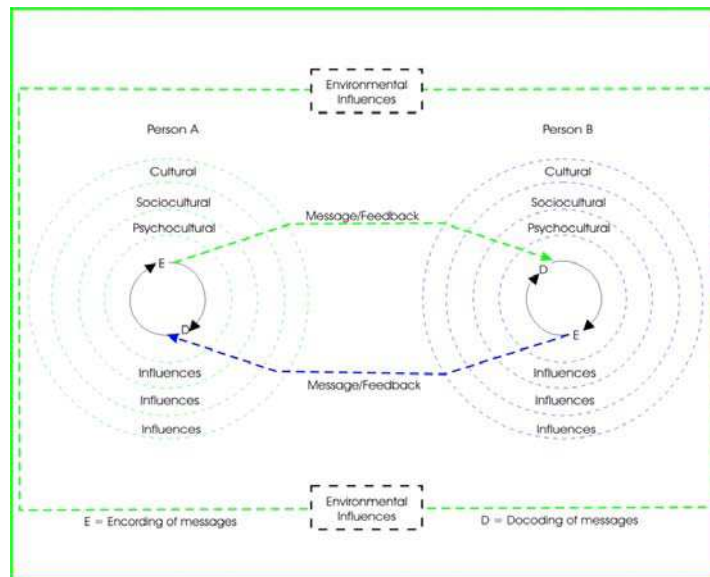 Environmental
Influences
Person A
Person B
Cultural
Cultural
Sociocultural
Sociocultural
Message/Feedback
Psychocultural
Psychocultural
E
D
D
E
Influences
Influences
Message/Feedback
Influences
Influences
Influences
Influences
Environmental
Influences
E = Encording of messages
D = Docoding of messages